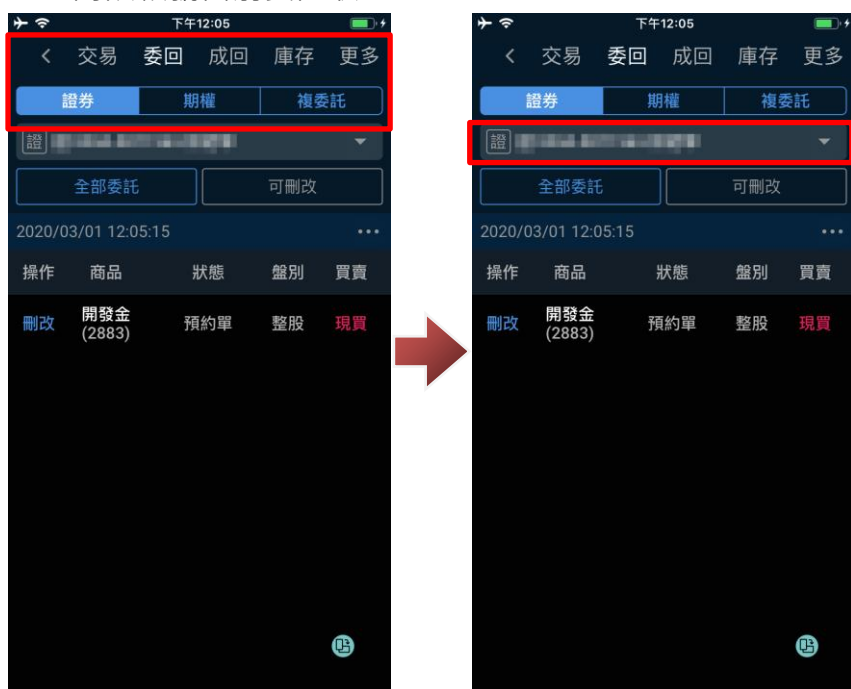 下午12:05
交易 委回 成回 庫存 更多
證券 期權 複委託
證
全部委託 可刪改
2020/03/01 12:05:15
操作 商品 狀態 盤別 買賣
刪改 開發金 預約單 整股 現買
(2883)
下午12:05
交易 委回 成回 庫存 更多
證券 期權 複委託
證
全部委託 可刪改
2020/03/01 12:05:15
操作 商品 狀態 盤別 買賣
刪改 開發金 預約單 整股 現買
(2883)